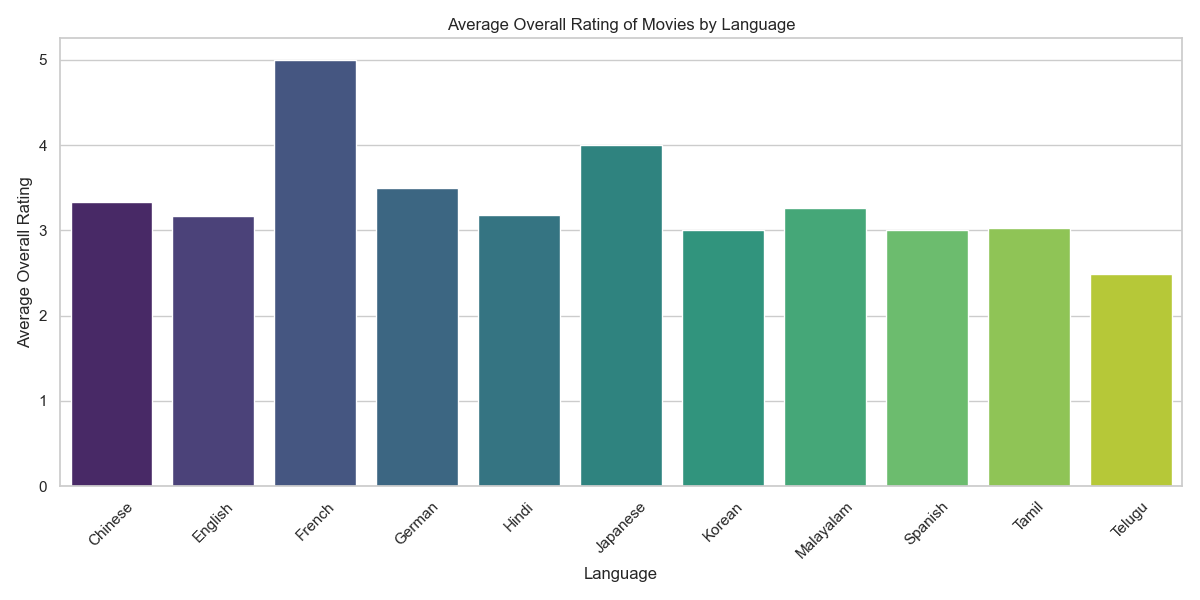 Average Overall Rating of Movies by Language
Average Overall Rating
5
4
3
2
1
0
Chinese
English
French
German
Hindi
Japanese
Korean
Malayalam
Spanish
Tamil
Telugu
Language